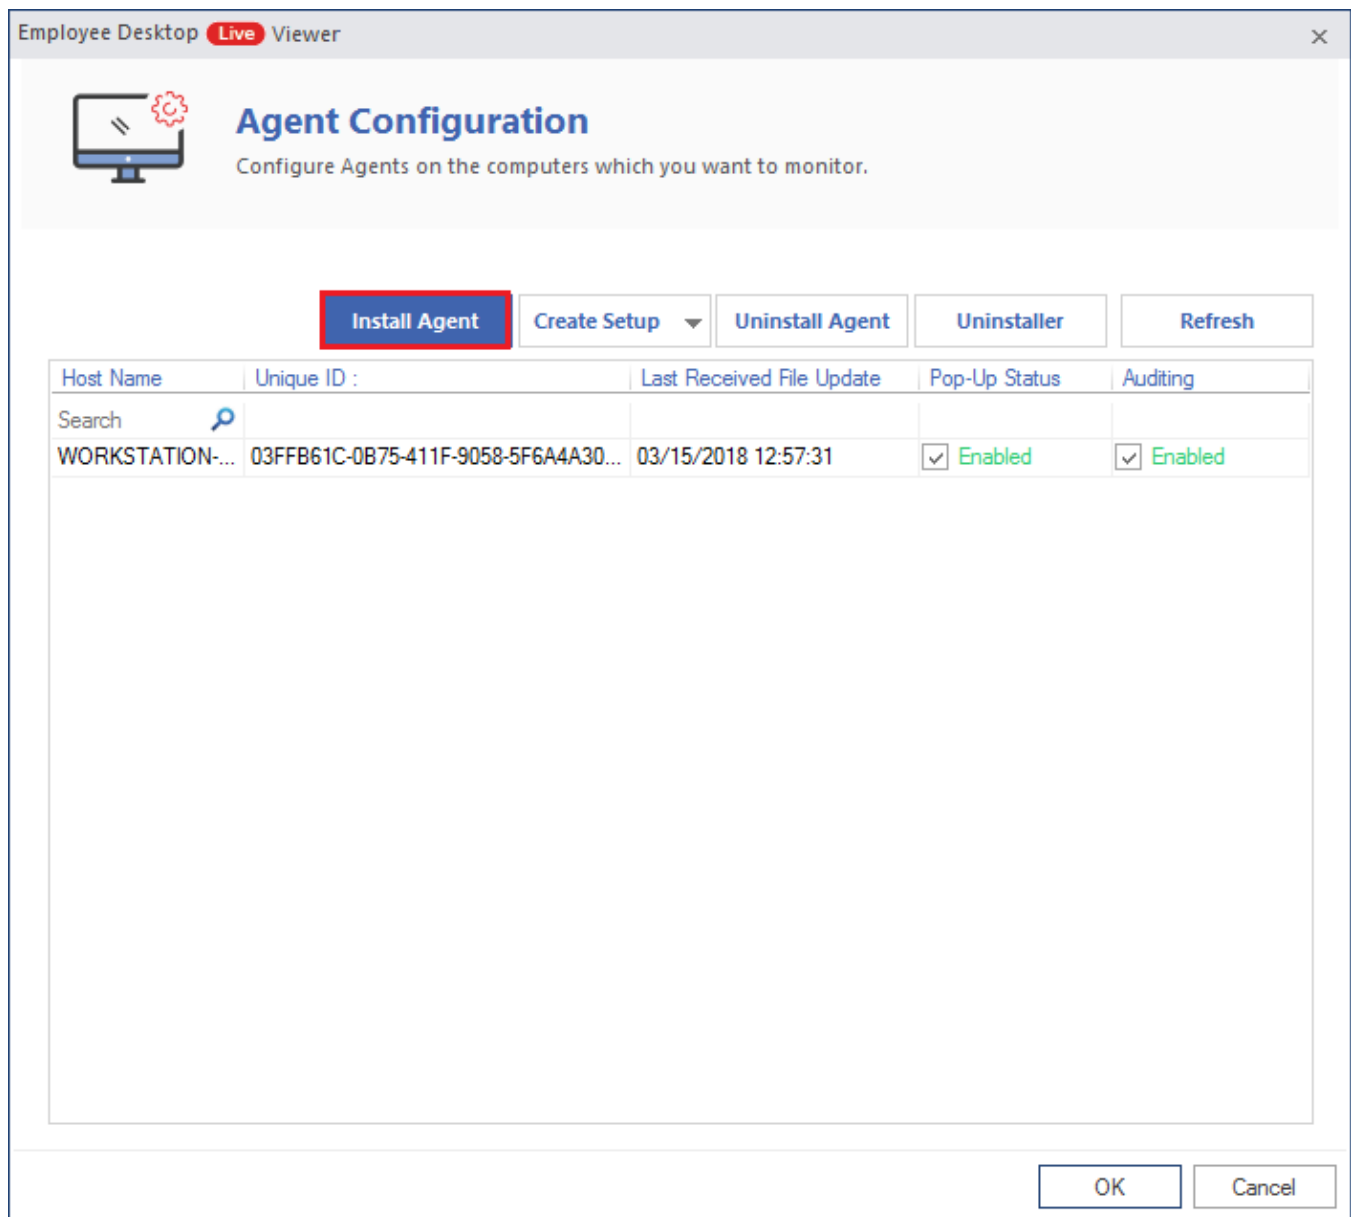 Employee Desktop Live Viewer
Agent Configuration
Configure Agents on the computers which you want to monitor.
Install Agent Create Setup Uninstall Agent Uninstaller Refresh
Host Name Unique ID : Last Received File Update Pop-Up Status Auditing
Search
WORKSTATION-... 03FFB61C-0B75-411F-9058-5F6A4A30... 03/15/2018 12:57:31 Enabled Enabled
OK Cancel